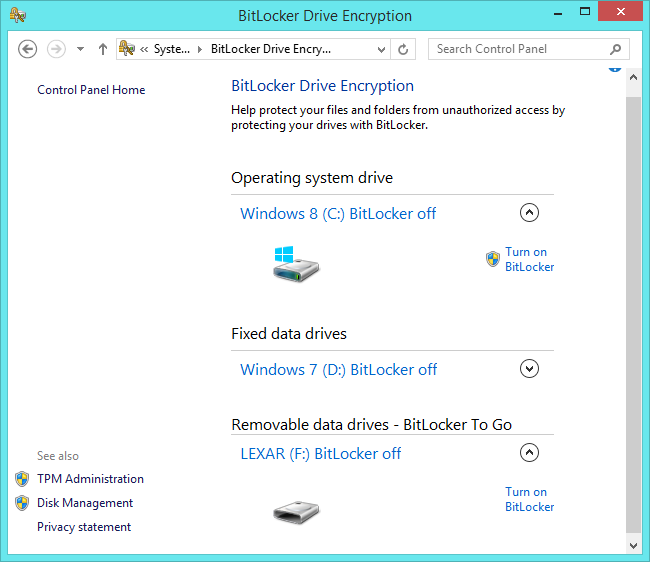 BitLocker Drive Encryption
« Syste... ▸ BitLocker Drive Encry...
Search Control Panel
Control Panel Home
BitLocker Drive Encryption
Help protect your files and folders from unauthorized access by
protecting your drives with BitLocker.
Operating system drive
Windows 8 (C:) BitLocker off
Turn on
BitLocker
Fixed data drives
Windows 7 (D:) BitLocker off
Removable data drives - BitLocker To Go
LEXAR (F:) BitLocker off
Turn on
BitLocker
See also
TPM Administration
Disk Management
Privacy statement